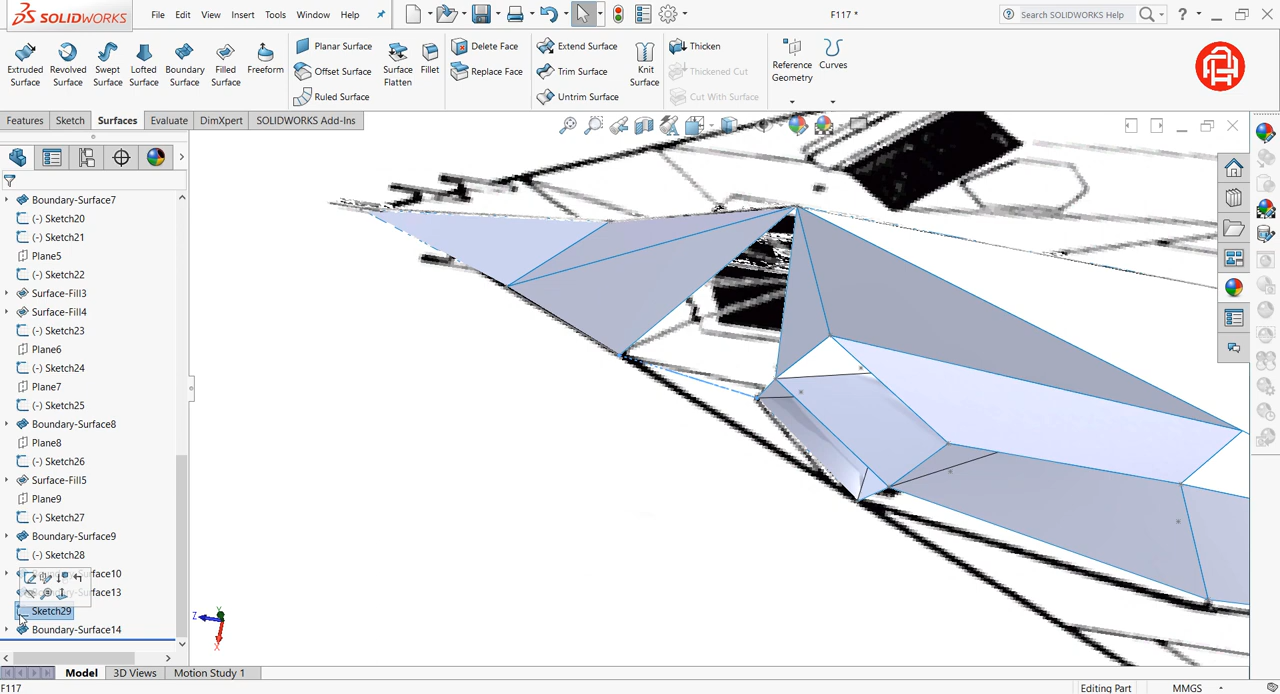 SOLIDWORKS
File Edit View Insert Tools Window Help
F117 *
Search SOLIDWORKS Help
Extruded Surface
Revolved Surface
Swept Surface
Lofted Surface
Boundary Surface
Filled Surface
Freeform
Planar Surface
Offset Surface
Ruled Surface
Surface Flatten
Fillet
Delete Face
Replace Face
Extend Surface
Trim Surface
Untrim Surface
Knit Surface
Thicken
Thickened Cut
Cut With Surface
Reference Geometry
Curves
Features Sketch Surfaces Evaluate DimXpert SOLIDWORKS Add-Ins
Boundary-Surface7
(-) Sketch20
(-) Sketch21
Plane5
(-) Sketch22
Surface-Fill3
Surface-Fill4
(-) Sketch23
Plane6
(-) Sketch24
Plane7
(-) Sketch25
Boundary-Surface8
Plane8
(-) Sketch26
Surface-Fill5
Plane9
(-) Sketch27
Boundary-Surface9
(-) Sketch28
Boundary-Surface10
Boundary-Surface13
Sketch29
Boundary-Surface14
Z
Y
X
Model 3D Views Motion Study 1
F117
Editing Part
MMGS